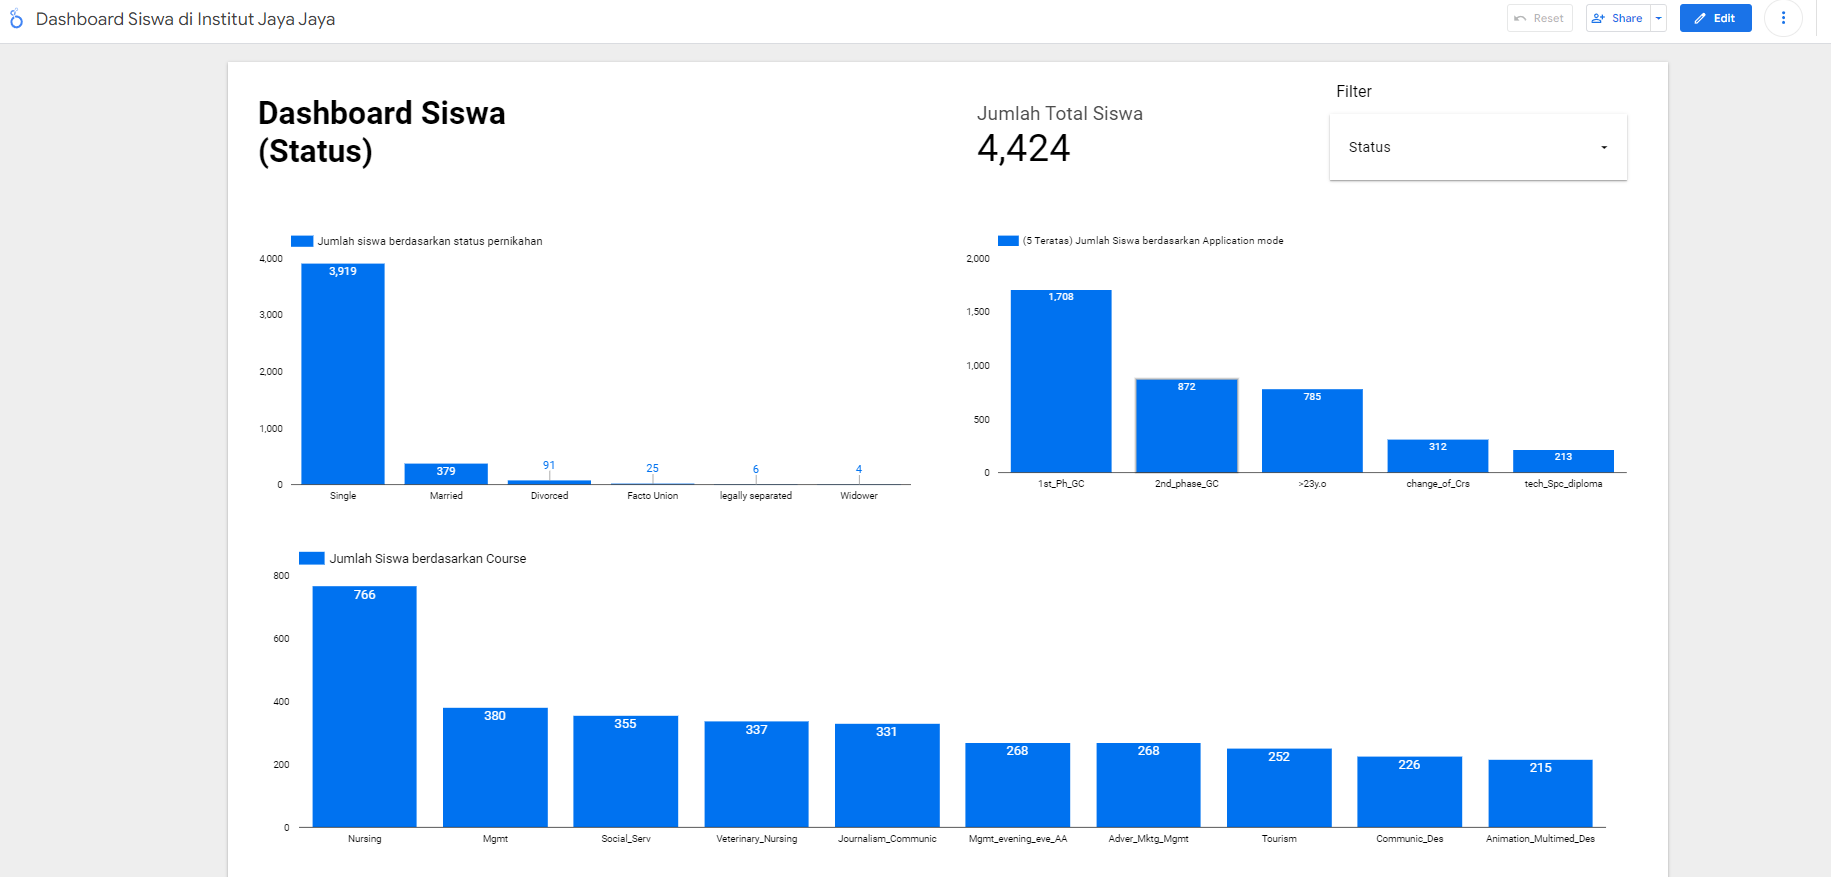 Dashboard Siswa di Institut Jaya Jaya
Reset
Share
Edit
Dashboard Siswa
(Status)
Jumlah Total Siswa
4,424
Filter
Status
Jumlah siswa berdasarkan status pernikahan
4,000
3,000
2,000
1,000
0
3,919
379
91
25
6
4
Single
Married
Divorced
Facto Union
legally separated
Widower
(5 Teratas) Jumlah Siswa berdasarkan Application mode
2,000
1,500
1,000
500
0
1,708
872
785
312
213
1st_Ph_GC
2nd_phase_GC
>23y.o
change_of_Crs
tech_Spc_diploma
Jumlah Siswa berdasarkan Course
800
600
400
200
0
766
380
355
337
331
268
268
252
226
215
Nursing
Mgmt
Social_Serv
Veterinary_Nursing
Journalism_Communic
Mgmt_evening_eve_AA
Adver_Mktg_Mgmt
Tourism
Communic_Des
Animation_Multimed_Des